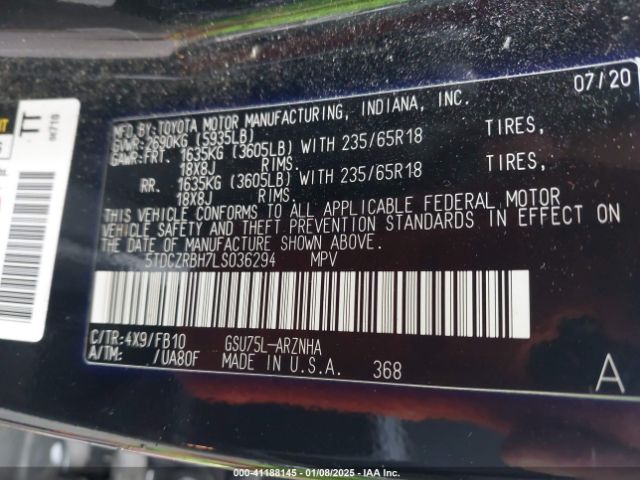 07/20
MFD.BY:TOYOTA MOTOR MANUFACTURING, INDIANA, INC.
GVWR:2690KG (5935LB)
GAWR:FRT. 1635KG (3605LB) WITH 235/65R18 TIRES,
18X8J RIMS.
RR. 1635KG (3605LB) WITH 235/65R18 TIRES,
18X8J RIMS.
THIS VEHICLE CONFORMS TO ALL APPLICABLE FEDERAL MOTOR
VEHICLE SAFETY AND THEFT PREVENTION STANDARDS IN EFFECT ON
THE DATE OF MANUFACTURE SHOWN ABOVE.
5TDCZRBH7LS036294 MPV
C/TR:4X9/FB10 GSU75L-ARZNHA
A/TM: /UA80F MADE IN U.S.A. 368
A
TT
00-41188145 - 01/08/2025 - IAA Inc.